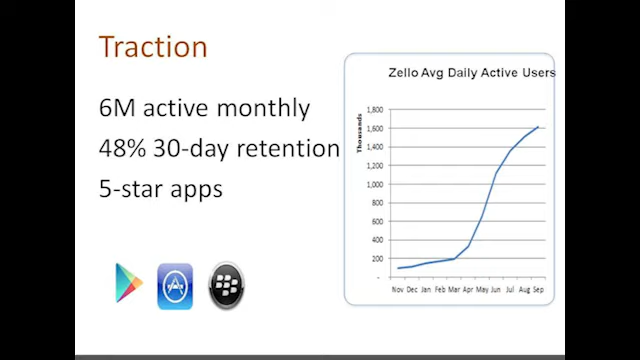 Traction
6M active monthly
48% 30-day retention
5-star apps
Zello Avg Daily Active Users
Thousands
1,800
1,600
1,400
1,200
1,000
800
600
400
200
-
Nov Dec Jan Feb Mar Apr May Jun Jul Aug Sep